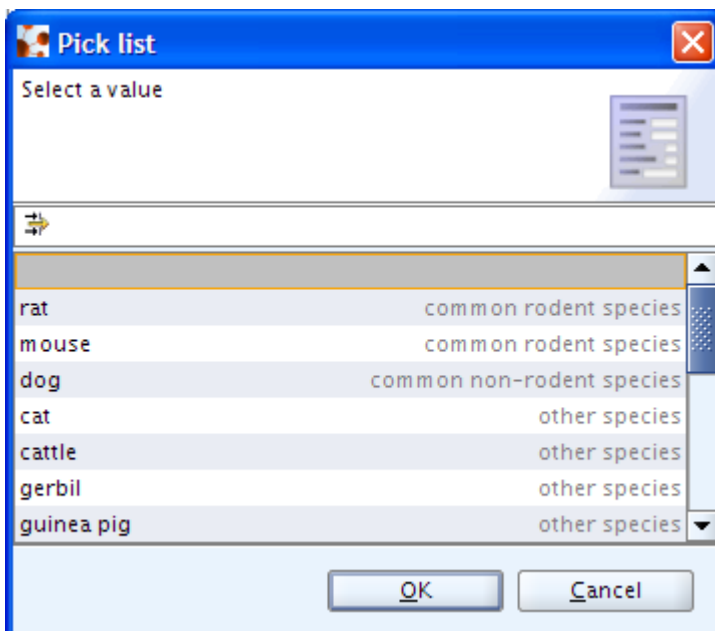 Pick list
Select a value
rat common rodent species
mouse common rodent species
dog common non-rodent species
cat other species
cattle other species
gerbil other species
guinea pig other species
OK Cancel